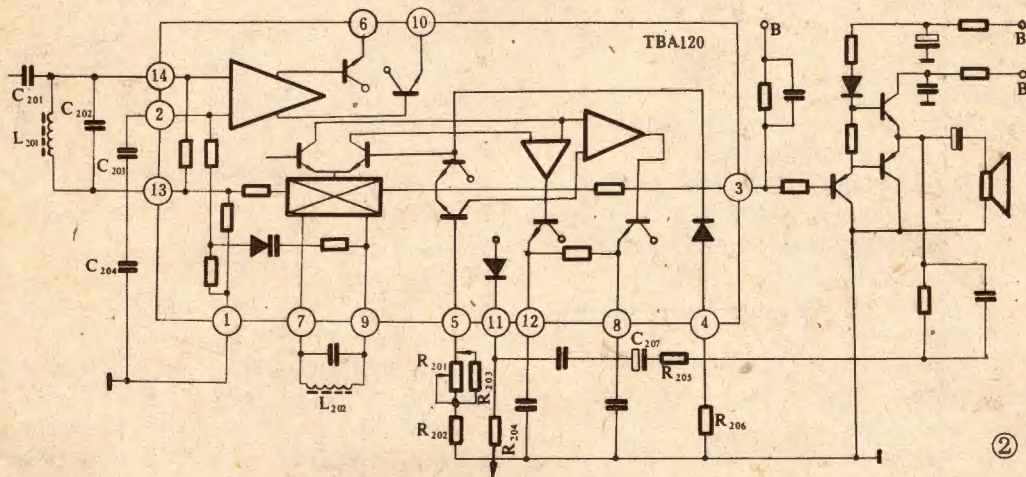 ⑥ ⑩
B
B
B
TBA120
⑭
C201
C202
②
L201
C203
⑬
③
C204
① ⑦ ⑨ ⑤ ⑪ ⑫ ⑧ ④
C207
R205
R201
R203
L202
R202
R204
R206
②